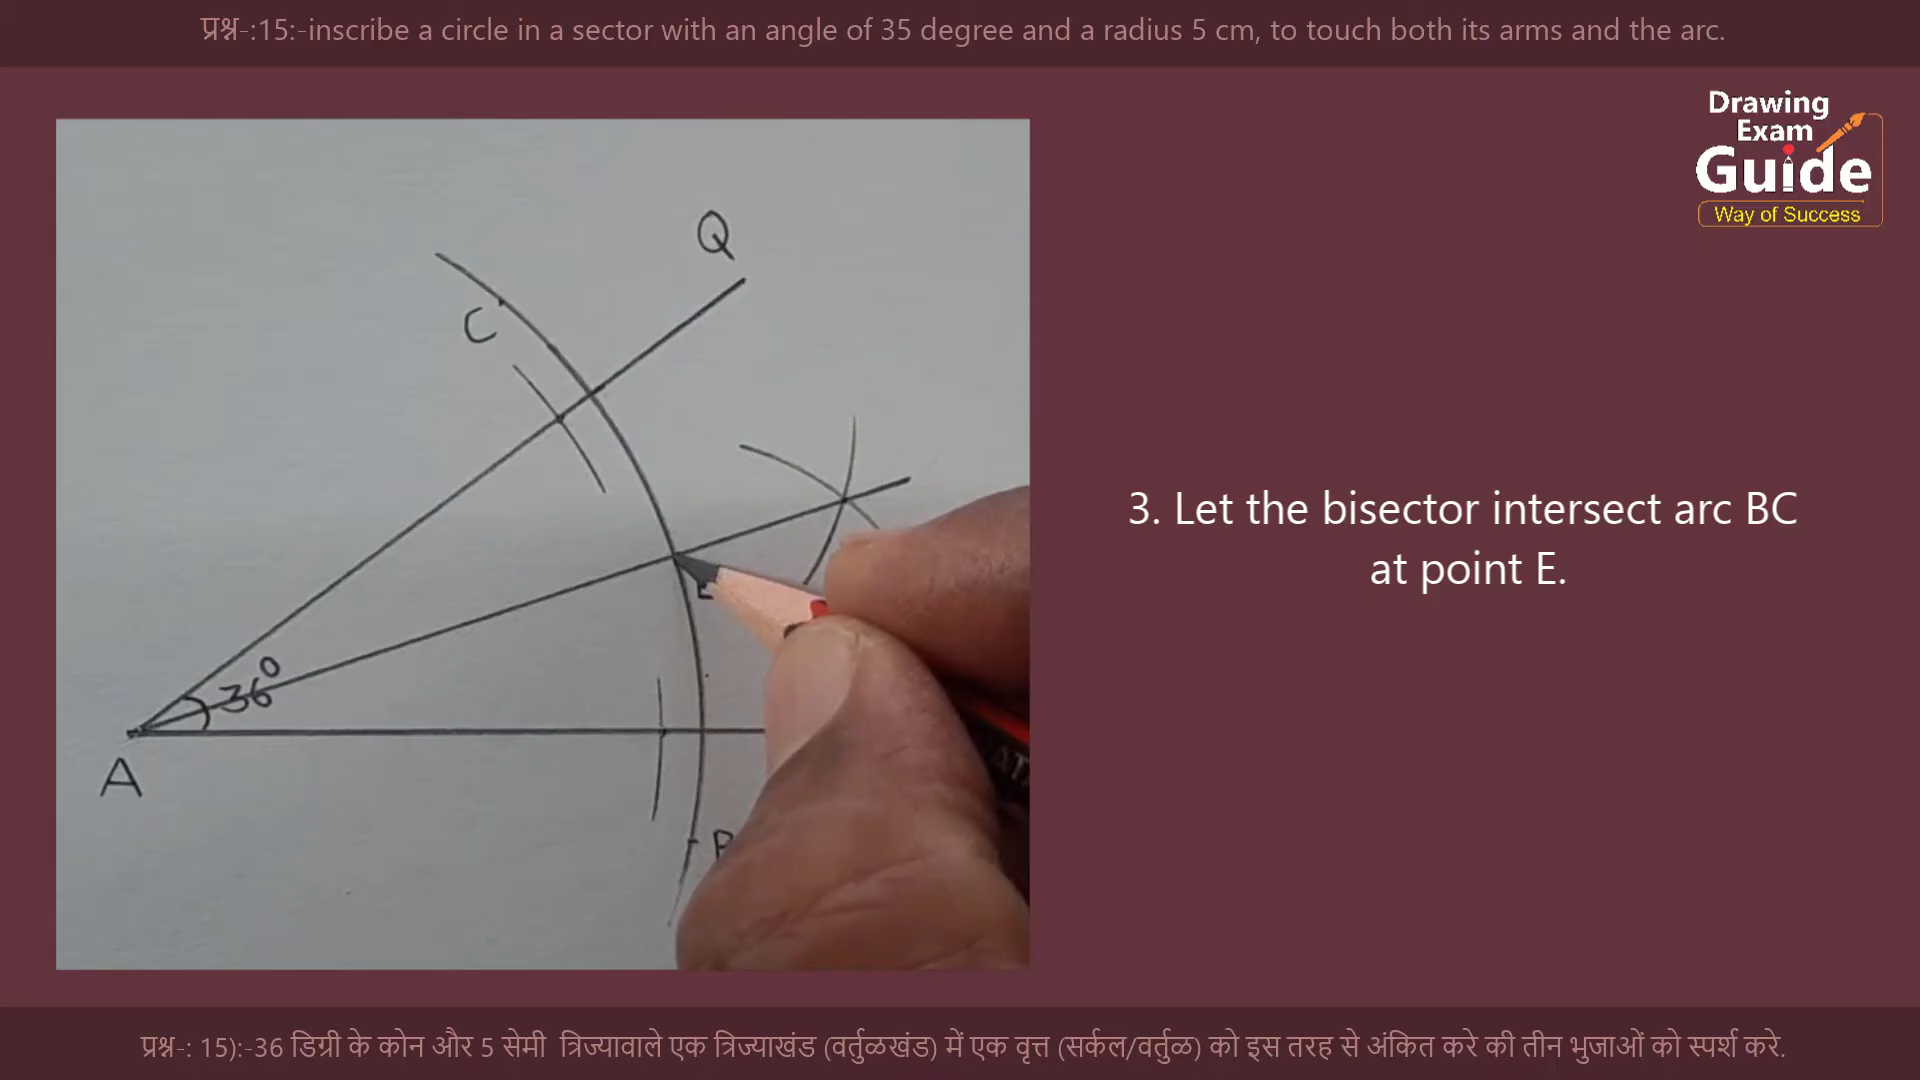 प्रश्न-:15:-inscribe a circle in a sector with an angle of 35 degree and a radius 5 cm, to touch both its arms and the arc.
Drawing
Exam
Guide
Way of Success
Q
C
3. Let the bisector intersect arc BC
at point E.
E
36⁰
A
प्रश्न-: 15):-36 डिग्री के कोन और 5 सेमी त्रिज्यावाले एक त्रिज्याखंड (वर्तुळखंड) में एक वृत्त (सर्कल/वर्तुळ) को इस तरह से अंकित करे की तीन भुजाओं को स्पर्श करे.